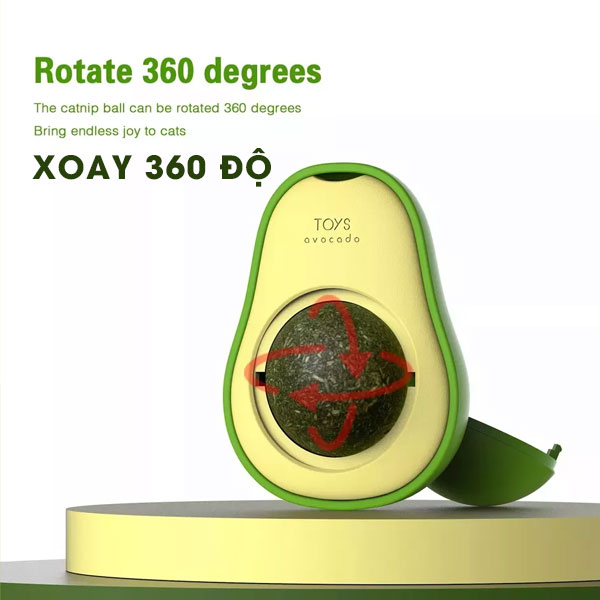 Rotate 360 degrees
The catnip ball can be rotated 360 degrees
Bring endless joy to cats
XOAY 360 ĐỘ
TOYS
avocado